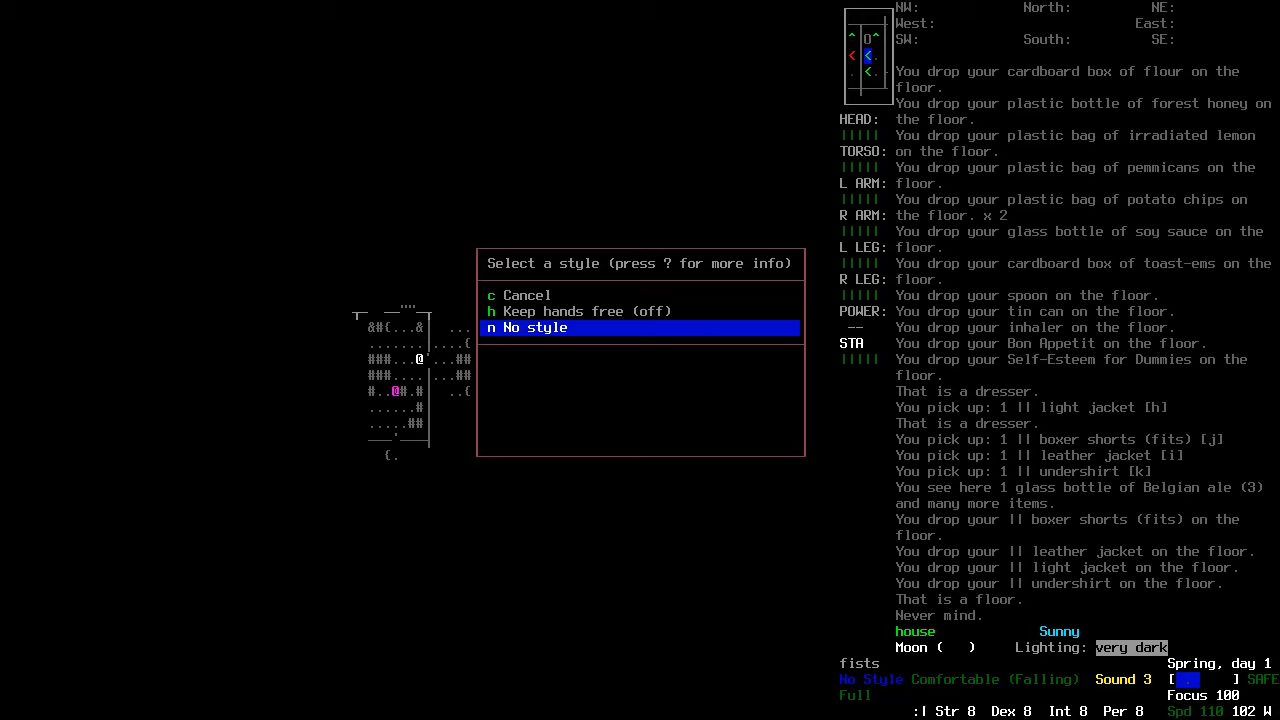 NW: North: NE:
West: East:
SW: South: SE:
You drop your cardboard box of flour on the
floor.
You drop your plastic bottle of forest honey on
HEAD: the floor.
||||| You drop your plastic bag of irradiated lemon
TORSO: on the floor.
||||| You drop your plastic bag of pemmicans on the
L ARM: floor.
||||| You drop your plastic bag of potato chips on
R ARM: the floor. x 2
||||| You drop your glass bottle of soy sauce on the
L LEG: floor.
||||| You drop your cardboard box of toast-ems on the
R LEG: floor.
||||| You drop your spoon on the floor.
POWER: You drop your tin can on the floor.
-- You drop your inhaler on the floor.
STA You drop your Bon Appetit on the floor.
||||| You drop your Self-Esteem for Dummies on the
floor.
That is a dresser.
You pick up: 1 || light jacket [h]
That is a dresser.
You pick up: 1 || boxer shorts (fits) [j]
You pick up: 1 || leather jacket [i]
You pick up: 1 || undershirt [k]
You see here 1 glass bottle of Belgian ale (3)
and many more items.
You drop your || boxer shorts (fits) on the
floor.
You drop your || leather jacket on the floor.
You drop your || light jacket on the floor.
You drop your || undershirt on the floor.
That is a floor.
Never mind.
house Sunny
Moon (   ) Lighting: very dark
fists Spring, day 1
No Style Comfortable (Falling) Sound 3 [ . ] SAFE
Full Focus 100
:| Str 8 Dex 8 Int 8 Per 8 Spd 110 102 W
Select a style (press ? for more info)
c Cancel
h Keep hands free (off)
n No style